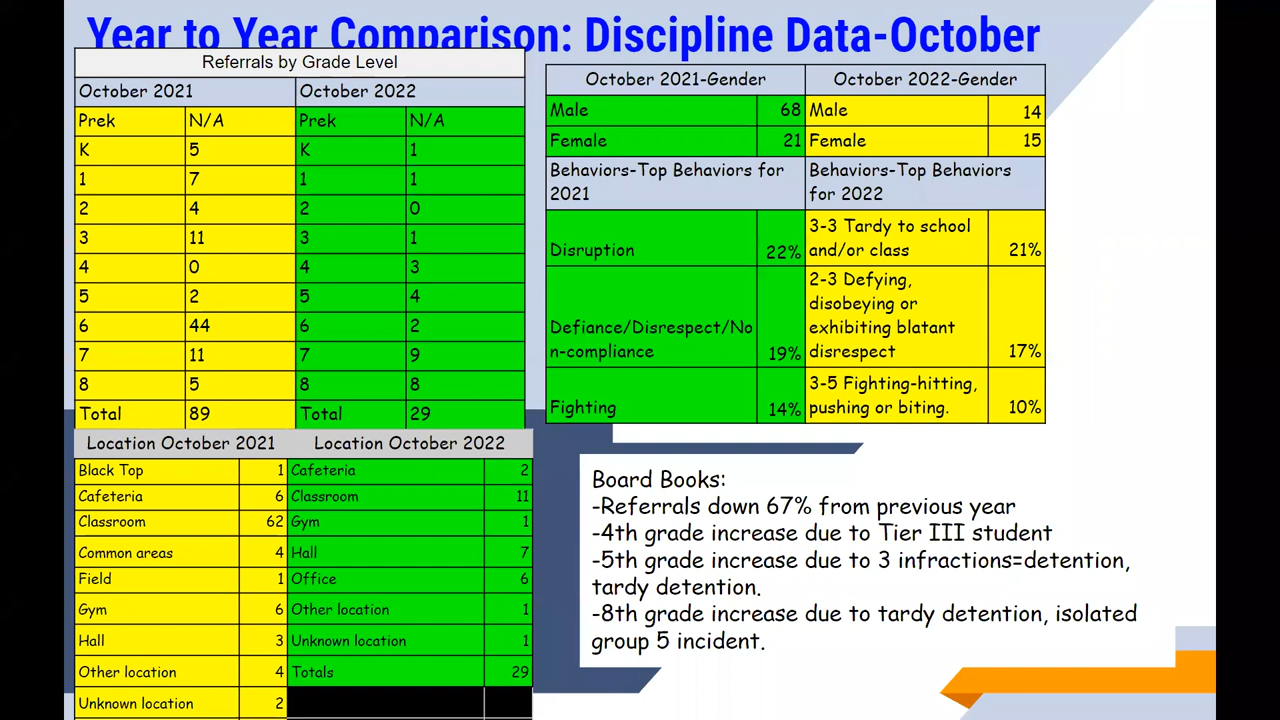 Year to Year Comparison: Discipline Data-October
Referrals by Grade Level
October 2021 October 2022
Prek N/A Prek N/A
K 5 K 1
1 7 1 1
2 4 2 0
3 11 3 1
4 0 4 3
5 2 5 4
6 44 6 2
7 11 7 9
8 5 8 8
Total 89 Total 29
Location October 2021 Location October 2022
Black Top 1 Cafeteria 2
Cafeteria 6 Classroom 11
Classroom 62 Gym 1
Common areas 4 Hall 7
Field 1 Office 6
Gym 6 Other location 1
Hall 3 Unknown location 1
Other location 4 Totals 29
Unknown location 2
October 2021-Gender October 2022-Gender
Male 68 Male 14
Female 21 Female 15
Behaviors-Top Behaviors for Behaviors-Top Behaviors
2021 for 2022
3-3 Tardy to school
Disruption 22% and/or class 21%
2-3 Defying,
disobeying or
Defiance/Disrespect/No exhibiting blatant
n-compliance 19% disrespect 17%
3-5 Fighting-hitting,
Fighting 14% pushing or biting. 10%
Board Books:
-Referrals down 67% from previous year
-4th grade increase due to Tier III student
-5th grade increase due to 3 infractions=detention,
tardy detention.
-8th grade increase due to tardy detention, isolated
group 5 incident.